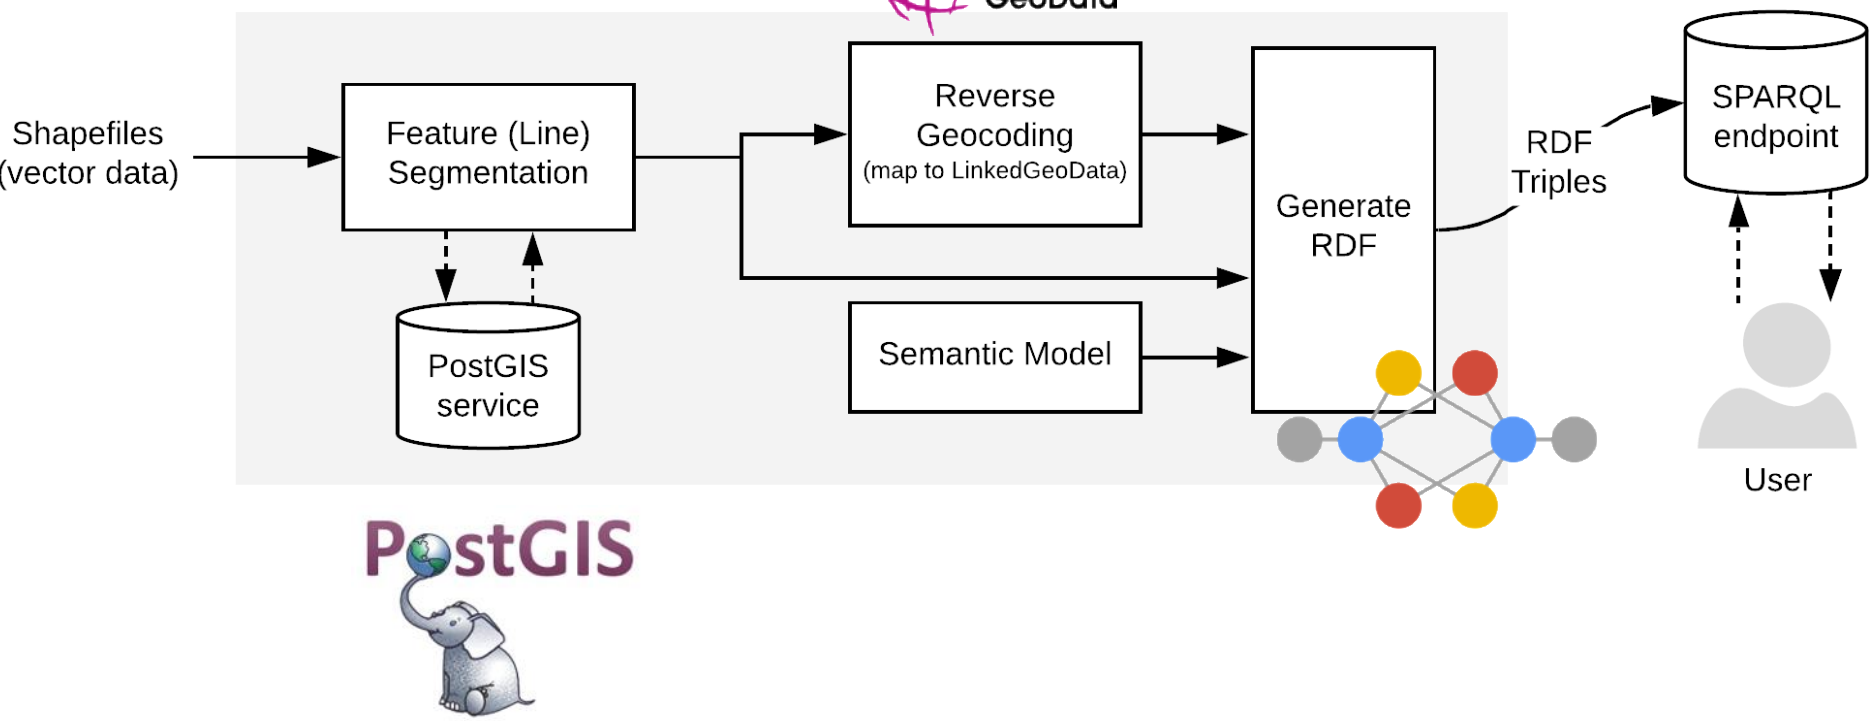 GeoData
Shapefiles
(vector data)
Feature (Line)
Segmentation
PostGIS
service
Reverse
Geocoding
(map to LinkedGeoData)
Semantic Model
Generate
RDF
RDF
Triples
SPARQL
endpoint
User
PostGIS